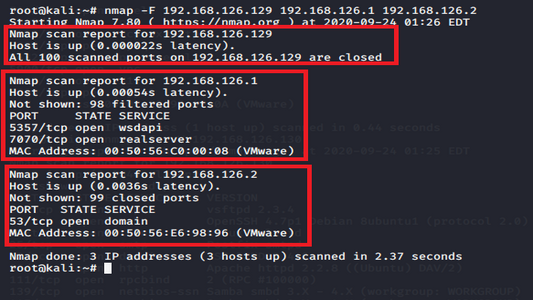 root@kali:~# nmap -F 192.168.126.129 192.168.126.1 192.168.126.2
Starting Nmap 7.80 ( https://nmap.org ) at 2020-09-24 01:26 EDT
Nmap scan report for 192.168.126.129
Host is up (0.000022s latency).
All 100 scanned ports on 192.168.126.129 are closed
Nmap scan report for 192.168.126.1
Host is up (0.00054s latency).
Not shown: 98 filtered ports
PORT STATE SERVICE
5357/tcp open wsdapi
7070/tcp open realserver
MAC Address: 00:50:56:C0:00:08 (VMware)
Nmap scan report for 192.168.126.2
Host is up (0.0036s latency).
Not shown: 99 closed ports
PORT STATE SERVICE
53/tcp open domain
MAC Address: 00:50:56:E6:98:96 (VMware)
Nmap done: 3 IP addresses (3 hosts up) scanned in 2.37 seconds
root@kali:~#